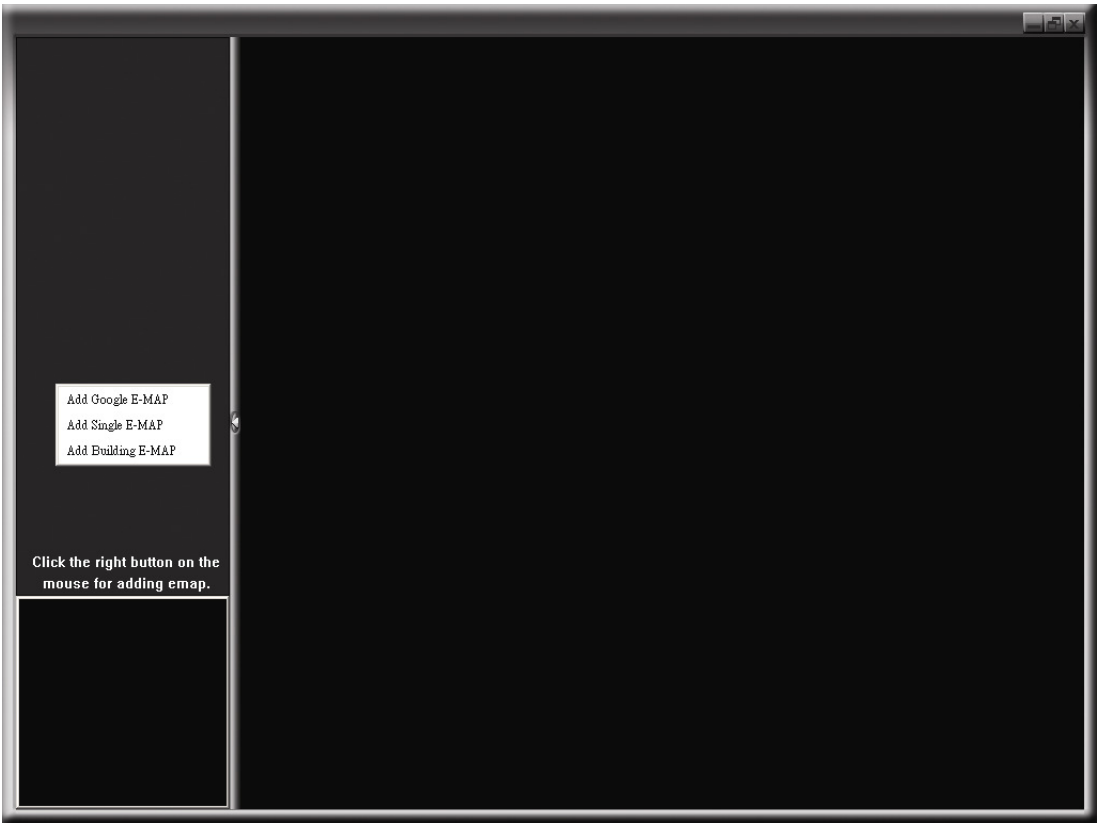 Add Google E-MAP
Add Single E-MAP
Add Building E-MAP
Click the right button on the
mouse for adding emap.